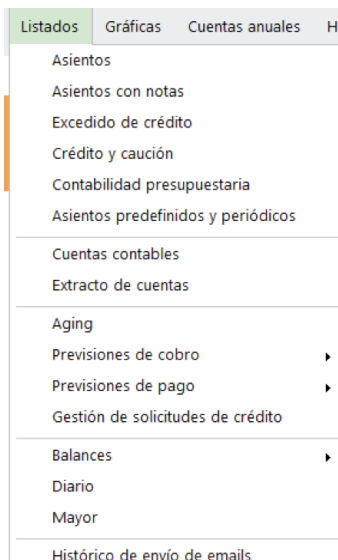 Listados Gráficas Cuentas anuales H
Asientos
Asientos con notas
Excedido de crédito
Crédito y caución
Contabilidad presupuestaria
Asientos predefinidos y periódicos
Cuentas contables
Extracto de cuentas
Aging
Previsiones de cobro
Previsiones de pago
Gestión de solicitudes de crédito
Balances
Diario
Mayor
Histórico de envío de emails